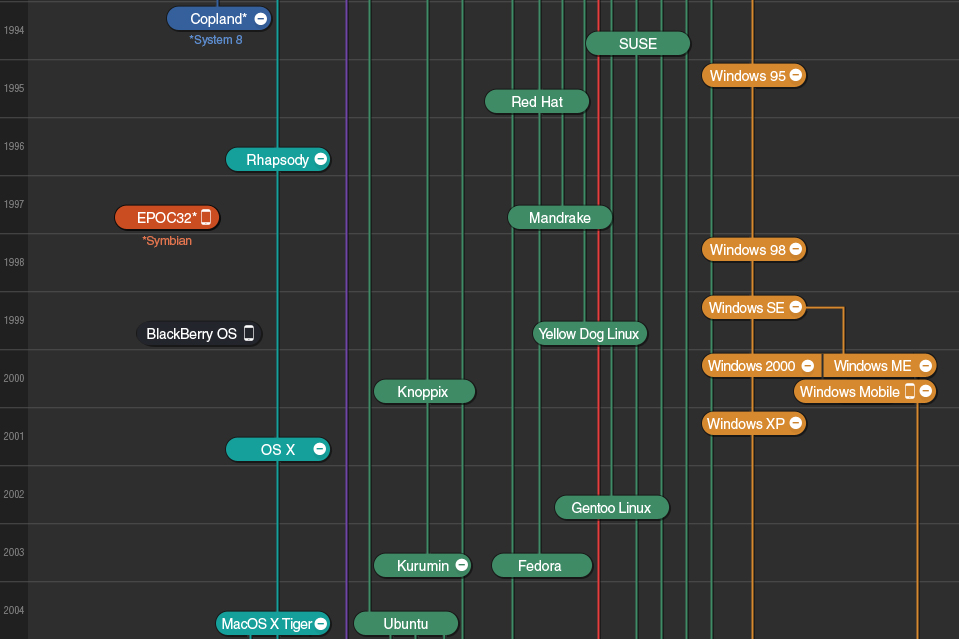 Copland*
1994
*System 8
SUSE
Windows 95
1995
Red Hat
1996
Rhapsody
1997
EPOC32*
Mandrake
*Symbian
Windows 98
1998
Windows SE
1999
BlackBerry OS
Yellow Dog Linux
Windows 2000
Windows ME
2000
Knoppix
Windows Mobile
Windows XP
2001
OS X
2002
Gentoo Linux
2003
Kurumin
Fedora
2004
MacOS X Tiger
Ubuntu